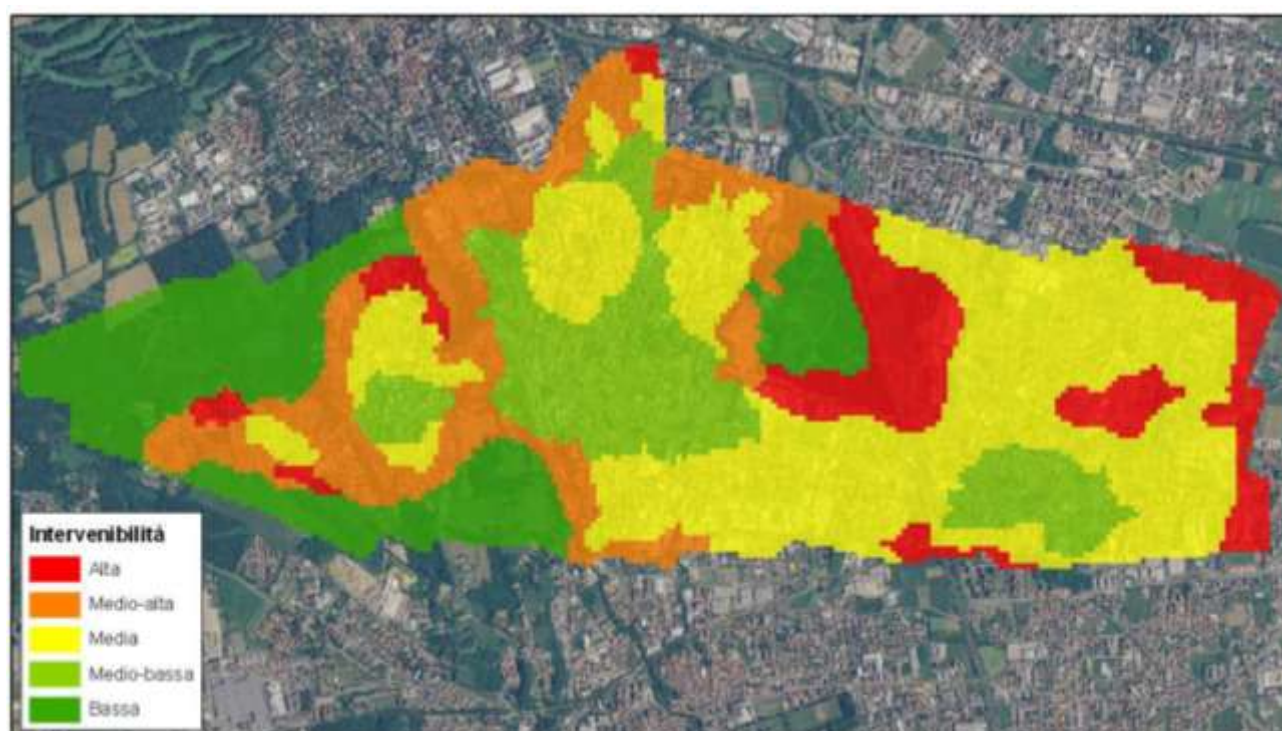 Intervenibilità
Alta
Medio-alta
Media
Medio-bassa
Bassa